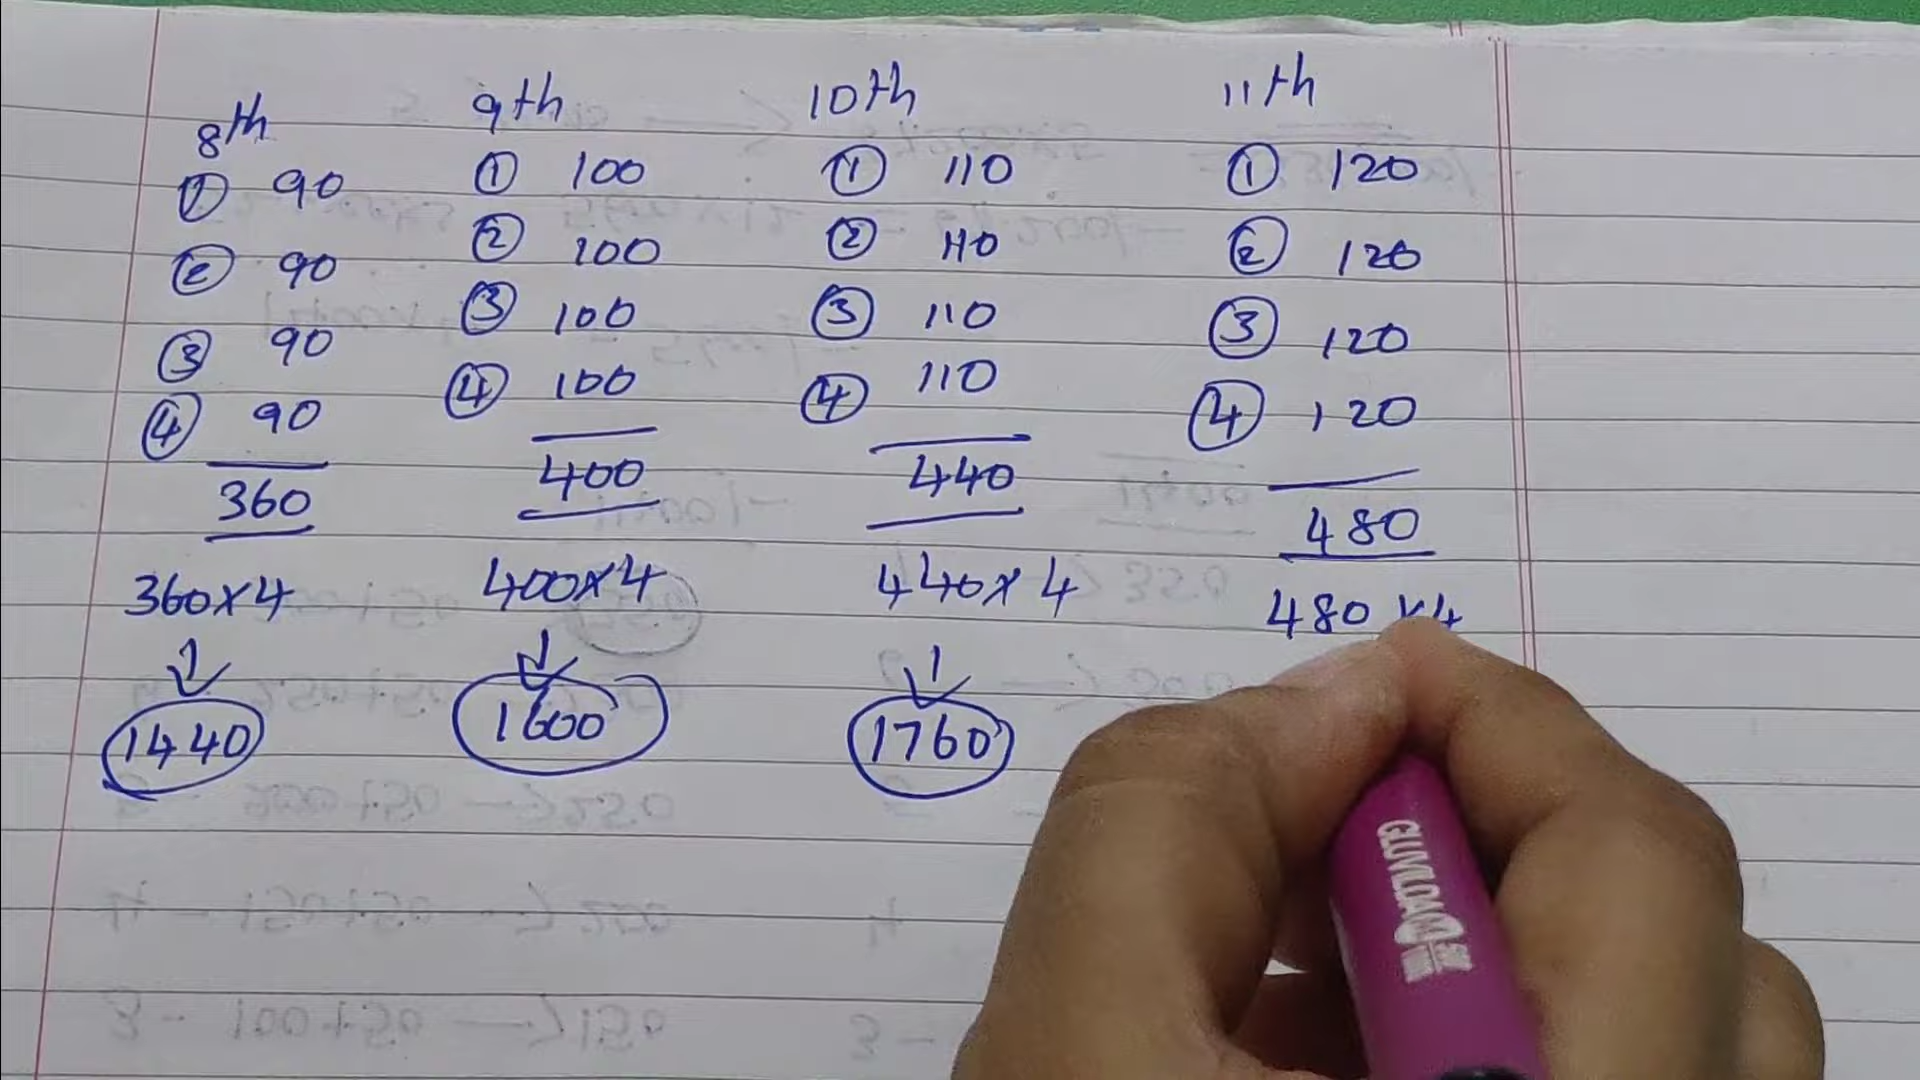 8th 9th 10th 11th
① 90 ① 100 ① 110 ① 120
② 90 ② 100 ② 110 ② 120
③ 90 ③ 100 ③ 110 ③ 120
④ 90 ④ 100 ④ 110 ④ 120
360 400 440 480
360x4 400x4 440x4 480x4
1440 1600 1760